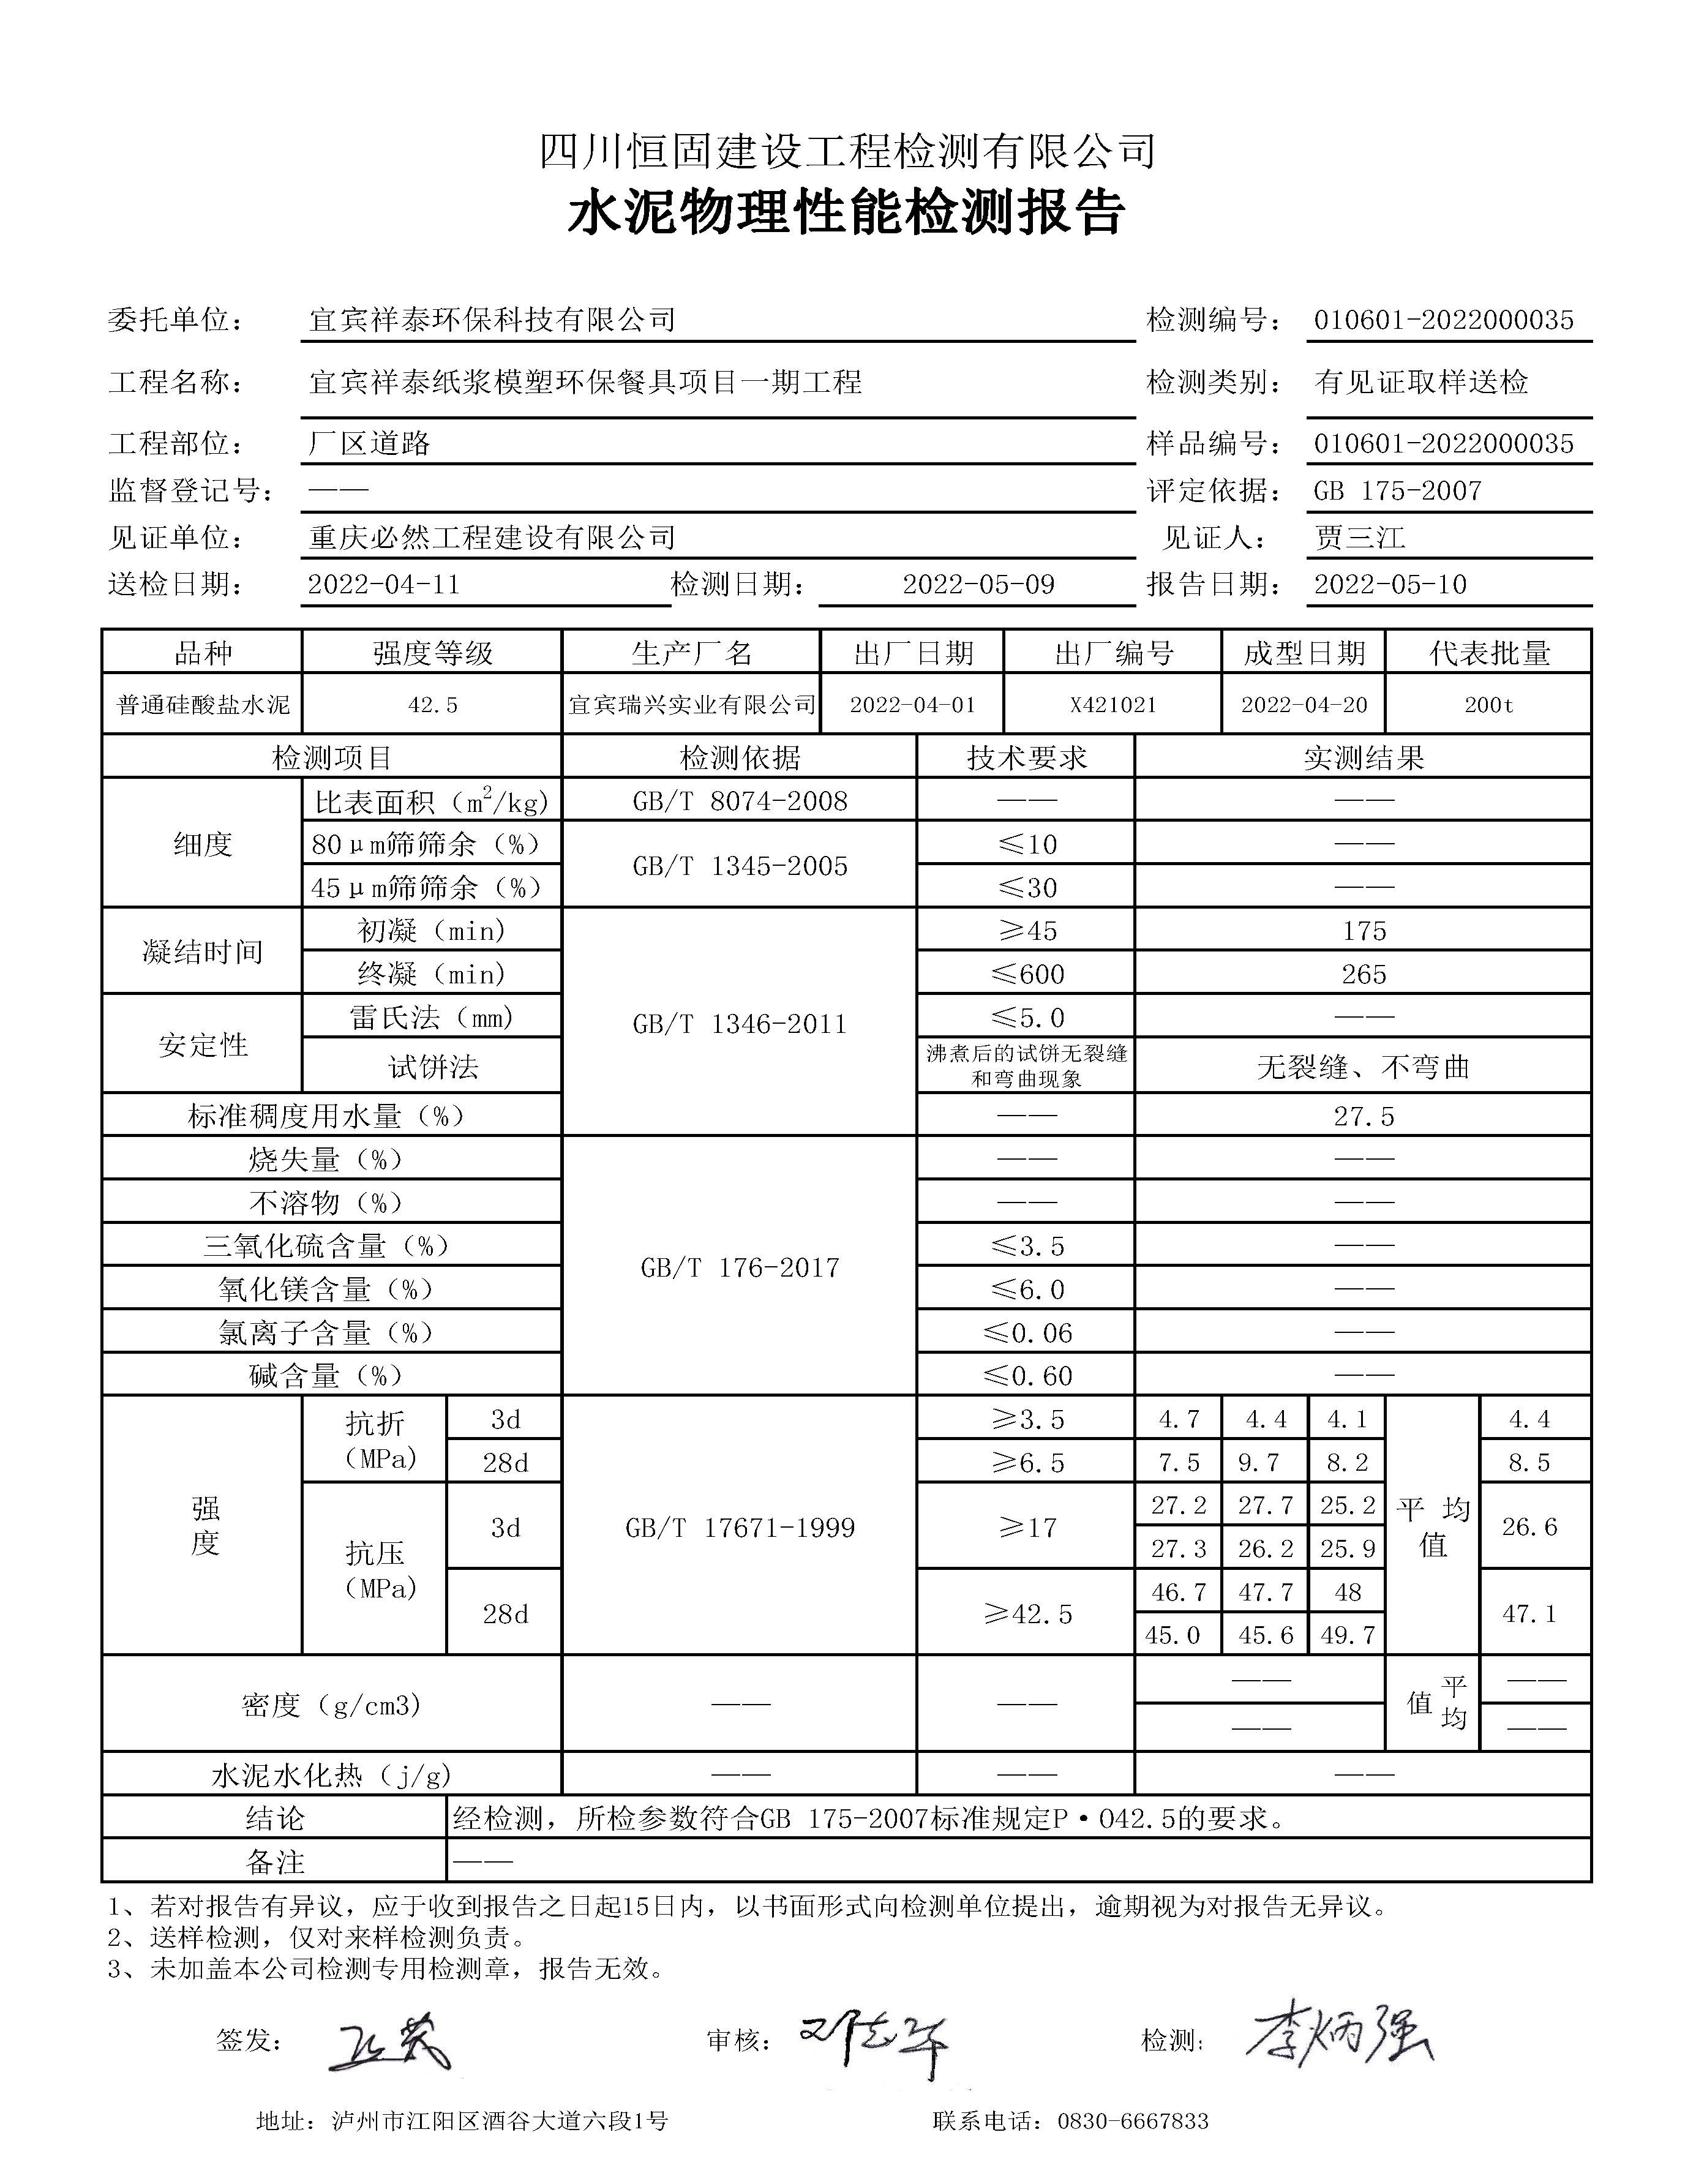 四川恒固建设工程检测有限公司
水泥物理性能检测报告
委托单位： 宜宾祥泰环保科技有限公司 检测编号： 010601-2022000035
工程名称： 宜宾祥泰纸浆模塑环保餐具项目一期工程 检测类别： 有见证取样送检
工程部位： 厂区道路 样品编号： 010601-2022000035
监督登记号： —— 评定依据： GB 175-2007
见证单位： 重庆必然工程建设有限公司 见证人： 贾三江
送检日期： 2022-04-11 检测日期： 2022-05-09 报告日期： 2022-05-10
品种 强度等级 生产厂名 出厂日期 出厂编号 成型日期 代表批量
普通硅酸盐水泥 42.5 宜宾瑞兴实业有限公司 2022-04-01 X421021 2022-04-20 200t
检测项目 检测依据 技术要求 实测结果
细度 比表面积（m²/kg） GB/T 8074-2008 —— ——
80μm筛筛余（%） GB/T 1345-2005 ≤10 ——
45μm筛筛余（%） ≤30 ——
凝结时间 初凝（min） GB/T 1346-2011 ≥45 175
终凝（min） ≤600 265
安定性 雷氏法（mm） ≤5.0 ——
试饼法 沸煮后的试饼无裂缝
和弯曲现象 无裂缝、不弯曲
标准稠度用水量（%） —— 27.5
烧失量（%） GB/T 176-2017 —— ——
不溶物（%） —— ——
三氧化硫含量（%） ≤3.5 ——
氧化镁含量（%） ≤6.0 ——
氯离子含量（%） ≤0.06 ——
碱含量（%） ≤0.60 ——
强度 抗折（MPa） 3d GB/T 17671-1999 ≥3.5 4.7 4.4 4.1 平均值 4.4
28d ≥6.5 7.5 9.7 8.2 8.5
抗压（MPa） 3d ≥17 27.2 27.7 25.2 26.6
27.3 26.2 25.9
28d ≥42.5 46.7 47.7 48 47.1
45.0 45.6 49.7
密度（g/cm3） —— —— —— 平均值 ——
—— ——
水泥水化热（j/g） —— —— ——
结论 经检测，所检参数符合GB 175-2007标准规定P·O42.5的要求。
备注 ——
1、若对报告有异议，应于收到报告之日起15日内，以书面形式向检测单位提出，逾期视为对报告无异议。
2、送样检测，仅对来样检测负责。
3、未加盖本公司检测专用检测章，报告无效。
签发： 审核： 检测： 李炳强
地址：泸州市江阳区酒谷大道六段1号 联系电话：0830-6667833